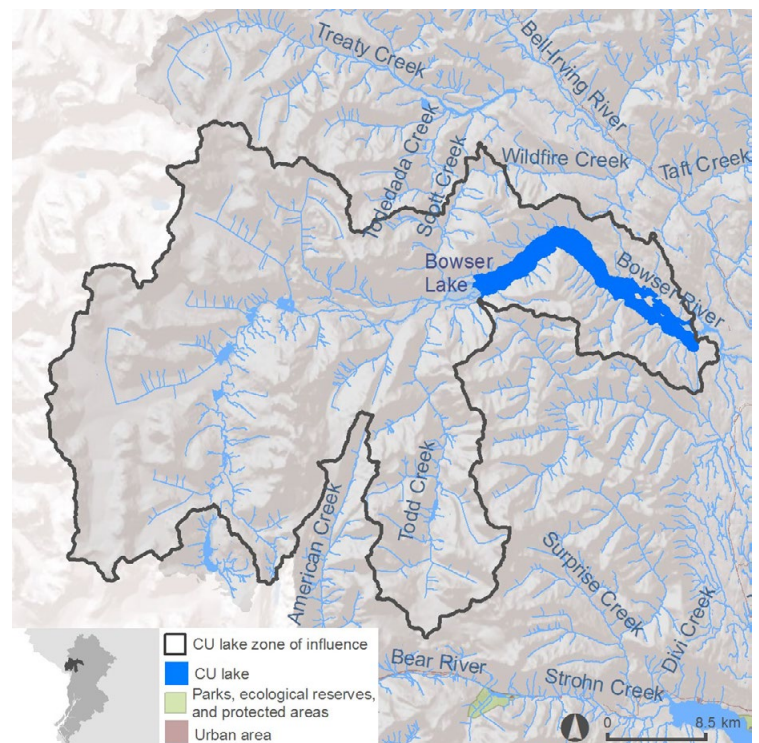 Treaty Creek
Bell-Irving River
Tonedada Creek
Scott Creek
Wildfire Creek
Taft Creek
Bowser
Lake
Bowser River
Todd Creek
American Creek
Surprise Creek
Divi Creek
Bear River
Strohn Creek
CU lake zone of influence
CU lake
Parks, ecological reserves,
and protected areas
Urban area
0 8.5 km